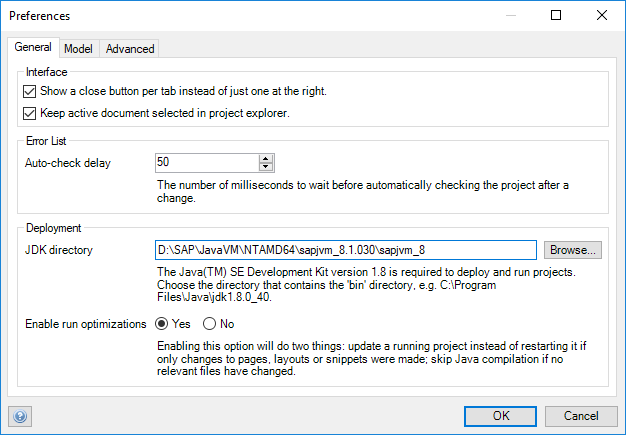 Preferences
General Model Advanced
Interface
Show a close button per tab instead of just one at the right.
Keep active document selected in project explorer.
Error List
Auto-check delay 50
The number of milliseconds to wait before automatically checking the project after a
change.
Deployment
JDK directory D:\SAP\JavaVM\NTAMD64\sapjvm_8.1.030\sapjvm_8 Browse...
The Java(TM) SE Development Kit version 1.8 is required to deploy and run projects.
Choose the directory that contains the 'bin' directory, e.g. C:\Program
Files\Java\jdk1.8.0_40.
Enable run optimizations Yes No
Enabling this option will do two things: update a running project instead of restarting it if
only changes to pages, layouts or snippets were made; skip Java compilation if no
relevant files have changed.
? OK Cancel